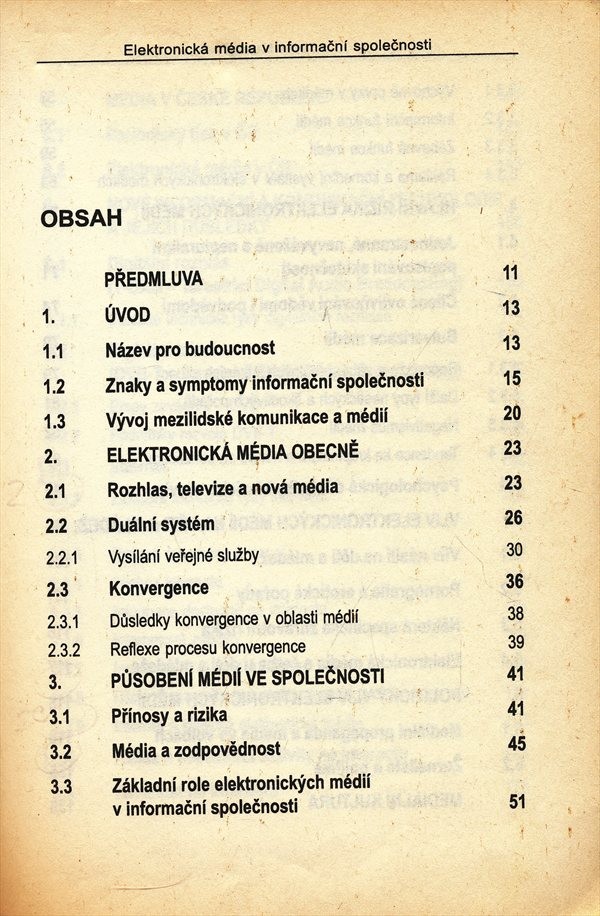 Elektronická média v informační společnosti
OBSAH
PŘEDMLUVA 11
1. ÚVOD 13
1.1 Název pro budoucnost 13
1.2 Znaky a symptomy informační společnosti 15
1.3 Vývoj mezilidské komunikace a médií 20
2. ELEKTRONICKÁ MÉDIA OBECNĚ 23
2.1 Rozhlas, televize a nová média 23
2.2 Duální systém 26
2.2.1 Vysílání veřejné služby 30
2.3 Konvergence 36
2.3.1 Důsledky konvergence v oblasti médií 38
2.3.2 Reflexe procesu konvergence 39
3. PŮSOBENÍ MÉDIÍ VE SPOLEČNOSTI 41
3.1 Přínosy a rizika 41
3.2 Média a zodpovědnost 45
3.3 Základní role elektronických médií
v informační společnosti 51